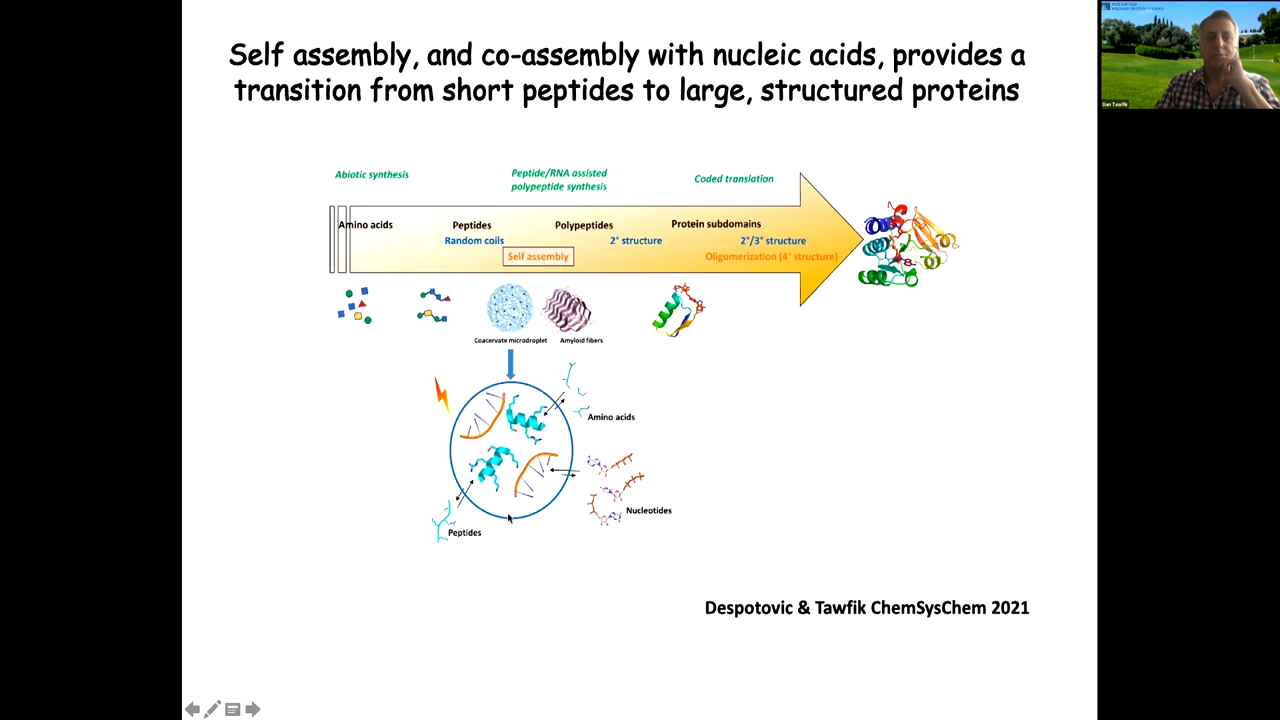 Self assembly, and co-assembly with nucleic acids, provides a
transition from short peptides to large, structured proteins
Abiotic synthesis
Peptide/RNA assisted
polypeptide synthesis
Coded translation
Amino acids
Peptides
Polypeptides
Protein subdomains
Random coils
2° structure
2°/3° structure
Self assembly
Oligomerization (4° structure)
Coacervate microdroplet
Amyloid fibers
Amino acids
Nucleotides
Peptides
Despotovic & Tawfik ChemSysChem 2021
Dan Tawfik